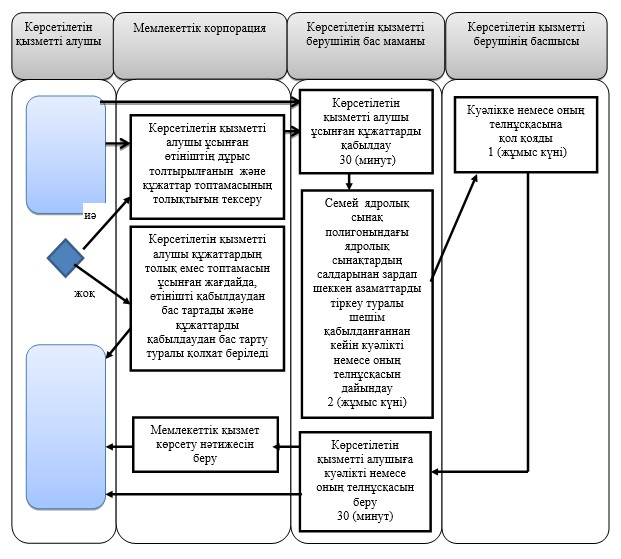 Көрсетілетін
қызметті алушы
Мемлекеттік корпорация
Көрсетілетін қызметті
берушінің бас маманы
Көрсетілетін қызметті
берушінің басшысы
Көрсетілетін қызметті
алушы ұсынған
өтініштің дұрыс
толтырылғанын және
құжаттар топтамасының
толықтығын тексеру
Көрсетілетін
қызметті алушы
ұсынған құжаттарды
қабылдау
30 (минут)
Куәлікке немесе оның
телнұсқасына
қол қояды
1 (жұмыс күні)
иә
жоқ
Көрсетілетін қызметті
алушы құжаттардың
толық емес топтамасын
ұсынған жағдайда,
өтінішті қабылдаудан
бас тартады және
құжаттарды
қабылдаудан бас тарту
туралы қолхат беріледі
Семей ядролық
сынақ
полигонындағы
ядролық
сынақтардың
салдарынан зардап
шеккен азаматтарды
тіркеу туралы
шешім
қабылданғаннан
кейін куәлікті
немесе оның
телнұсқасын
дайындау
2 (жұмыс күні)
Мемлекеттік қызмет
көрсету нәтижесін
беру
Көрсетілетін
қызметті алушыға
куәлікті немесе
оның телнұсқасын
беру
30 (минут)